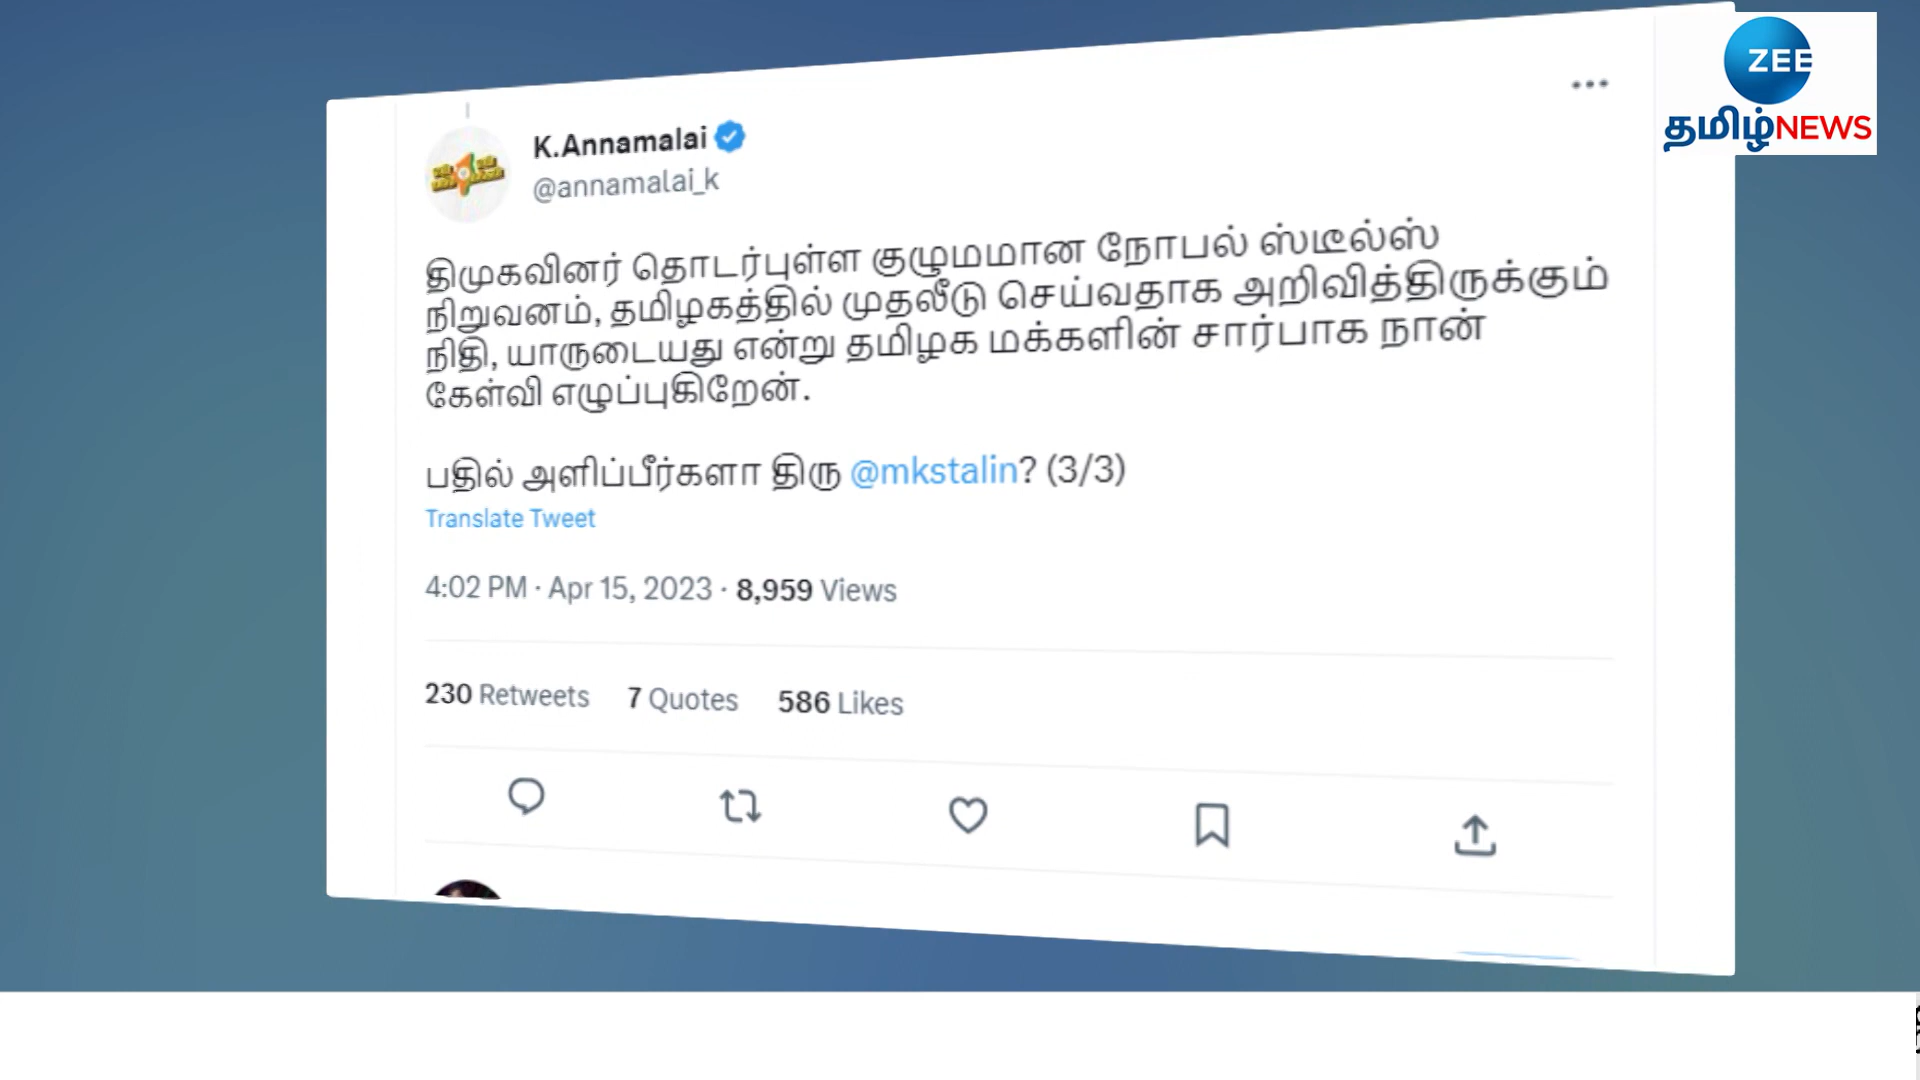 ZEE
தமிழ்NEWS
K.Annamalai
@annamalai_k
திமுகவினர் தொடர்புள்ள குழுமமான நோபல் ஸ்டீல்ஸ்
நிறுவனம், தமிழகத்தில் முதலீடு செய்வதாக அறிவித்திருக்கும்
நிதி, யாருடையது என்று தமிழக மக்களின் சார்பாக நான்
கேள்வி எழுப்புகிறேன்.
பதில் அளிப்பீர்களா திரு @mkstalin? (3/3)
Translate Tweet
4:02 PM · Apr 15, 2023 · 8,959 Views
230 Retweets 7 Quotes 586 Likes